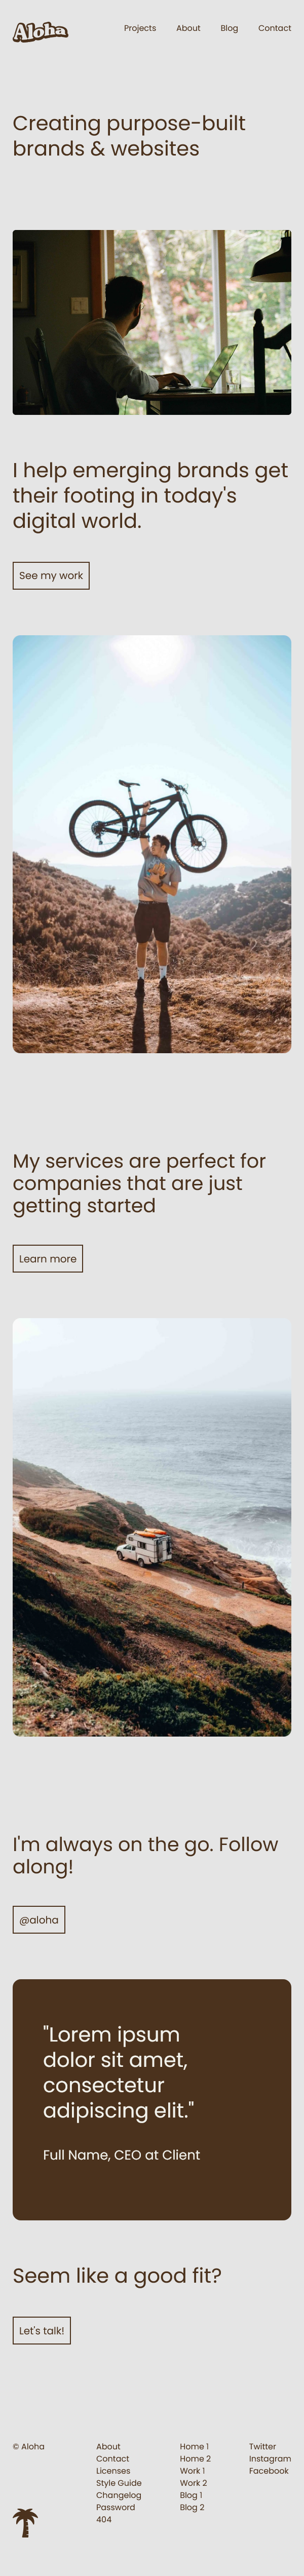 Aloha
Projects
About
Blog
Contact
Creating purpose-built
brands & websites
I help emerging brands get
their footing in today's
digital world.
See my work
My services are perfect for
companies that are just
getting started
Learn more
I'm always on the go. Follow
along!
@aloha
"Lorem ipsum
dolor sit amet,
consectetur
adipiscing elit."
Full Name, CEO at Client
Seem like a good fit?
Let's talk!
© Aloha
About
Contact
Licenses
Style Guide
Changelog
Password
404
Home 1
Home 2
Work 1
Work 2
Blog 1
Blog 2
Twitter
Instagram
Facebook